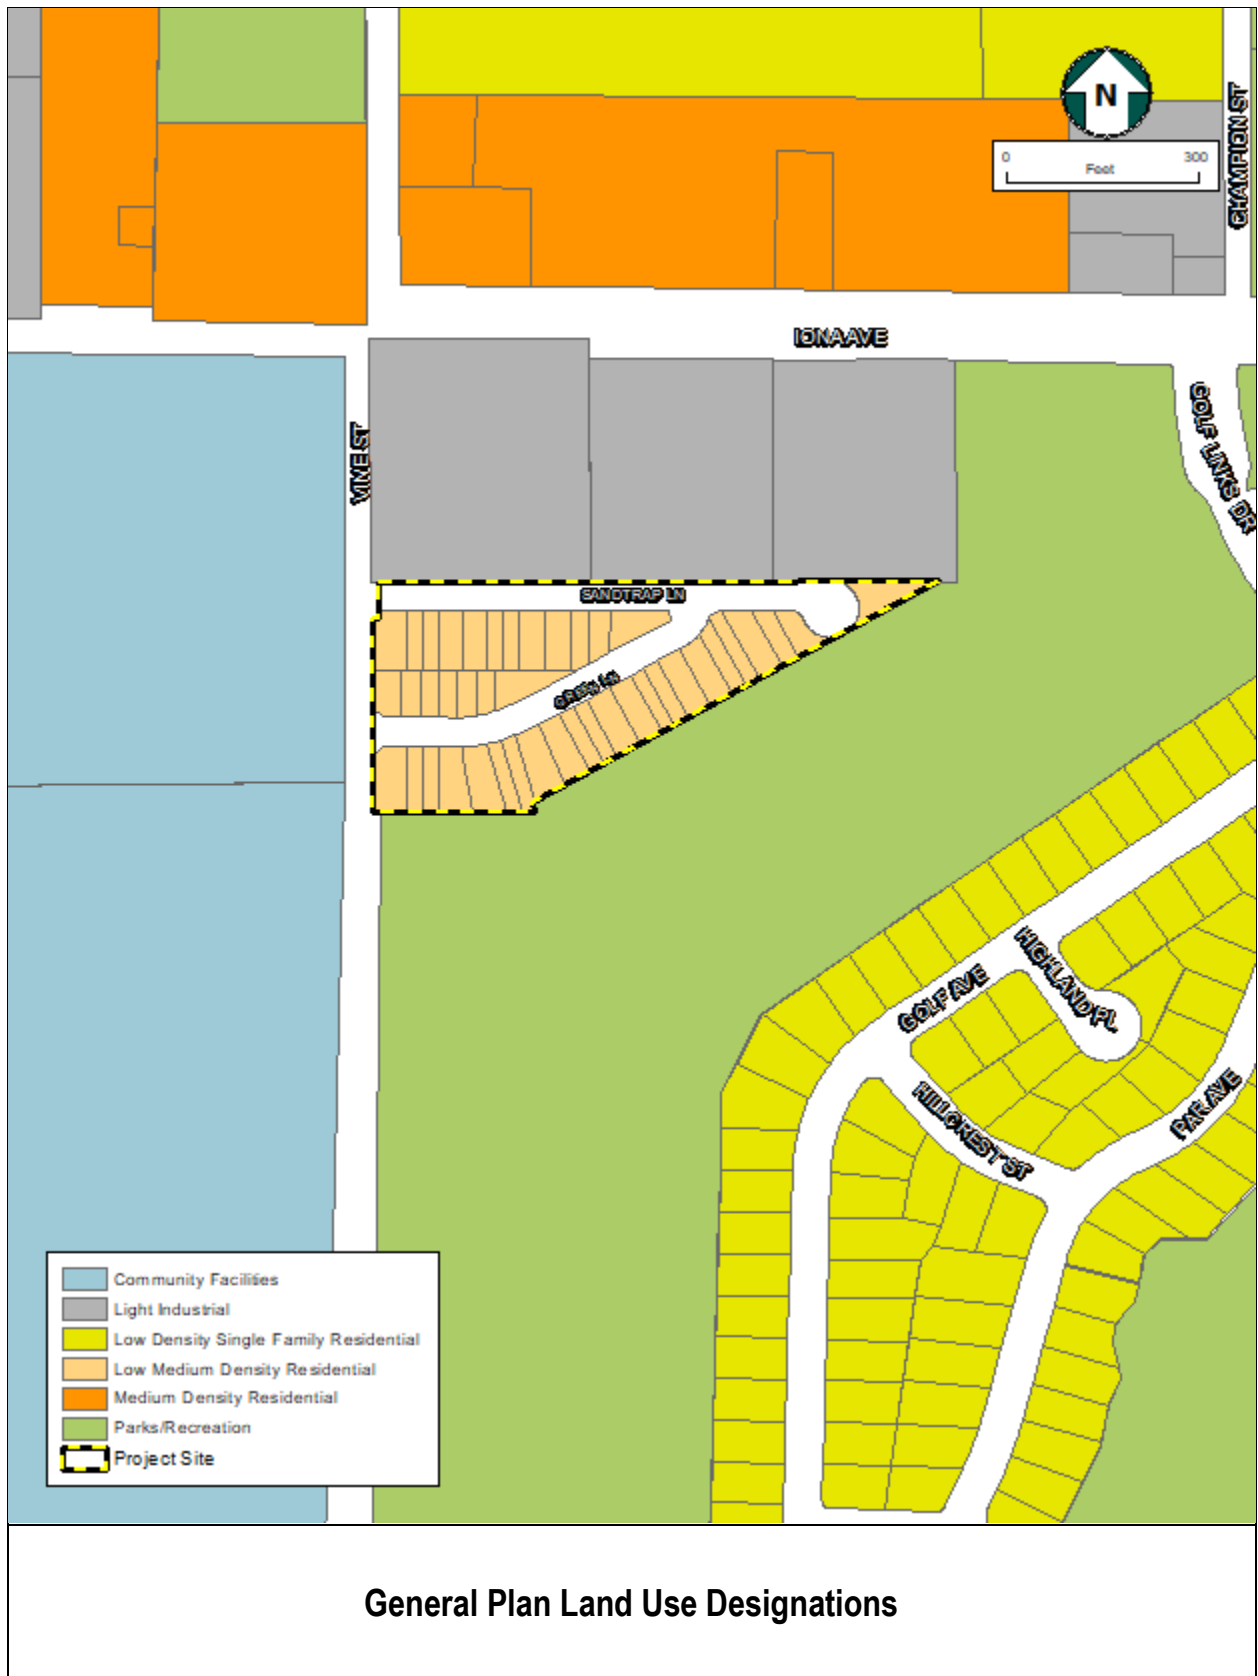 N
0 300
Feet
CHAMPION ST
IONA AVE
VINE ST
GOLF LINKS DR
SANDTRAP LN
GREEN LN
HIGHLAND PL
GOLF AVE
HILLCREST ST
PAR AVE
Community Facilities
Light Industrial
Low Density Single Family Residential
Low Medium Density Residential
Medium Density Residential
Parks/Recreation
Project Site
General Plan Land Use Designations